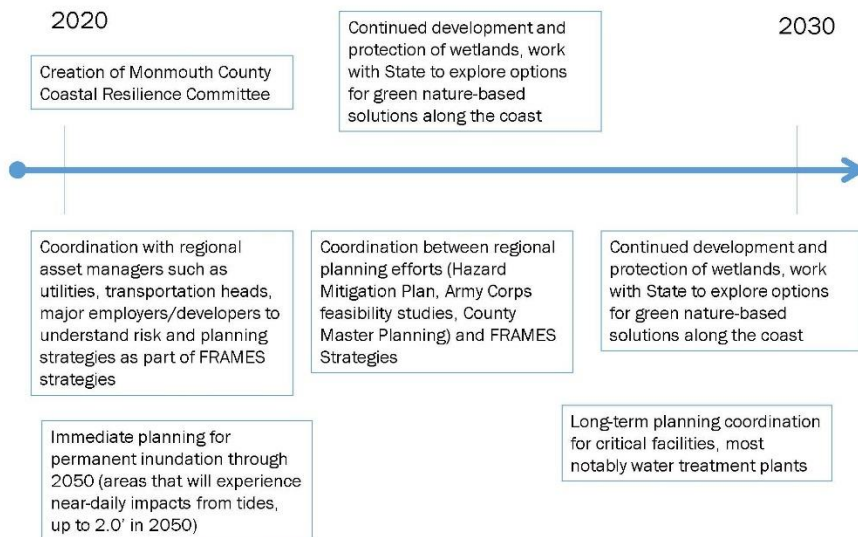 2020
2030
Creation of Monmouth County
Coastal Resilience Committee
Continued development and
protection of wetlands, work
with State to explore options
for green nature-based
solutions along the coast
Coordination with regional
asset managers such as
utilities, transportation heads,
major employers/developers to
understand risk and planning
strategies as part of FRAMES
strategies
Coordination between regional
planning efforts (Hazard
Mitigation Plan, Army Corps
feasibility studies, County
Master Planning) and FRAMES
Strategies
Continued development and
protection of wetlands, work
with State to explore options
for green nature-based
solutions along the coast
Immediate planning for
permanent inundation through
2050 (areas that will experience
near-daily impacts from tides,
up to 2.0' in 2050)
Long-term planning coordination
for critical facilities, most
notably water treatment plants